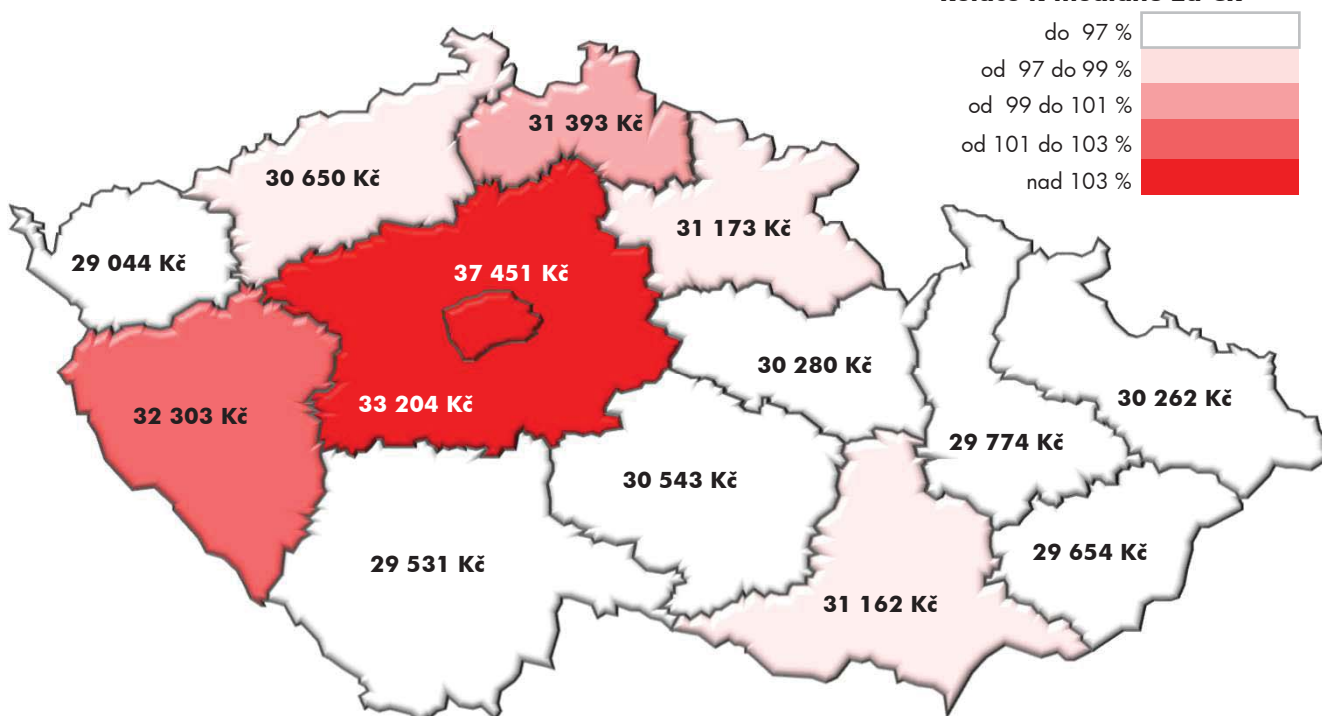 do 97 %
od 97 do 99 %
od 99 do 101 %
od 101 do 103 %
nad 103 %
31 393 Kč
30 650 Kč
31 173 Kč
29 044 Kč
37 451 Kč
30 280 Kč
30 262 Kč
32 303 Kč
33 204 Kč
29 774 Kč
30 543 Kč
29 531 Kč
29 654 Kč
31 162 Kč